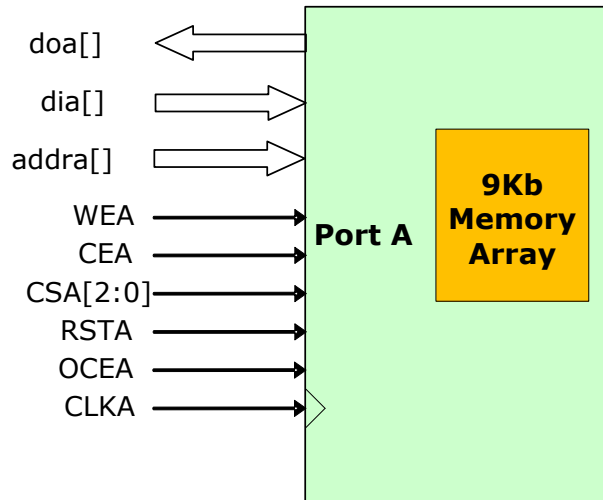 doa[]
dia[]
addra[]
WEA
CEA
CSA[2:0]
RSTA
OCEA
CLKA
Port A
9Kb
Memory
Array